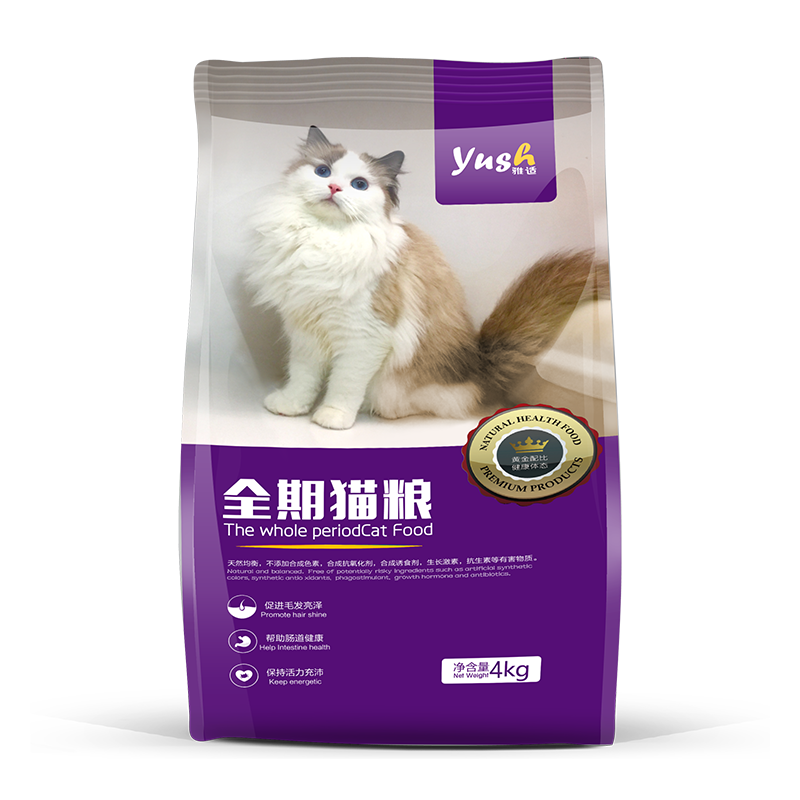 yush
雅适
NATURAL HEALTH FOOD
黄金配比
健康体态
PREMIUM PRODUCTS
全期猫粮
The whole periodCat Food
天然均衡，不添加合成色素，合成抗氧化剂，合成诱食剂，生长激素，抗生素等有害物质。
Natural and balanced. Free of potentially risky ingredients such as artificial synthetic
colors, synthetic antio xidants, phagostimulant, growth hormone and antibiotics.
促进毛发亮泽
Promote hair shine
帮助肠道健康
Help Intestine health
保持活力充沛
Keep energetic
净含量
Net Weight 4kg